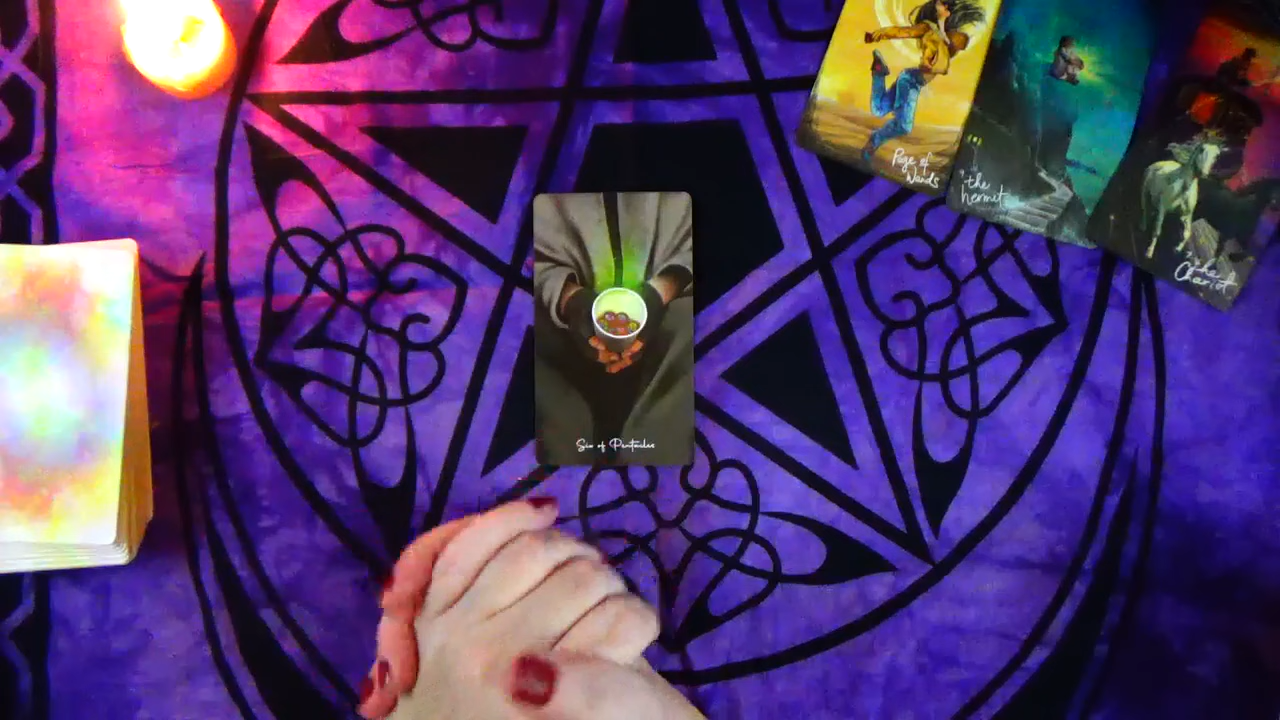 Page of
Wands
the
hermit
the
Chariot
Six of Pentacles